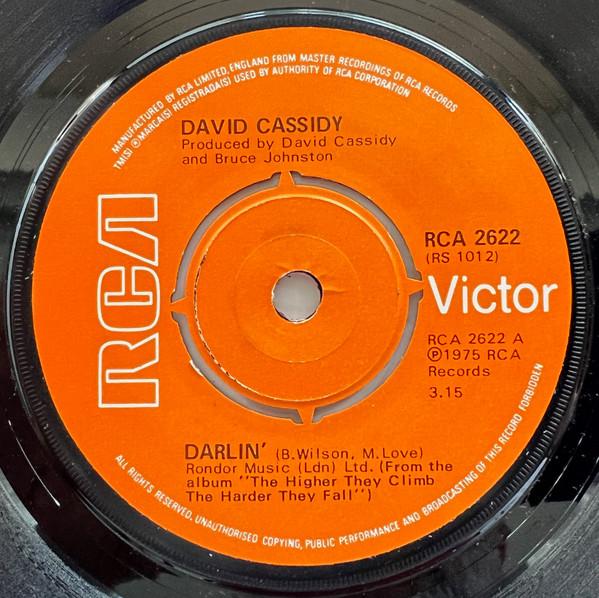 MANUFACTURED BY RCA LIMITED, ENGLAND FROM MASTER RECORDINGS OF RCA RECORDS
TM(S) ® MARCA(S) REGISTRADA(S) USED BY AUTHORITY OF RCA CORPORATION
DAVID CASSIDY
Produced by David Cassidy
and Bruce Johnston
RCA
RCA 2622
(RS 1012)
Victor
RCA 2622 A
Ⓟ1975 RCA
Records
3.15
DARLIN' (B.Wilson, M.Love)
Rondor Music (Ldn) Ltd. (From the
album "The Higher They Climb
The Harder They Fall")
ALL RIGHTS RESERVED, UNAUTHORISED COPYING, PUBLIC PERFORMANCE AND BROADCASTING OF THIS RECORD FORBIDDEN